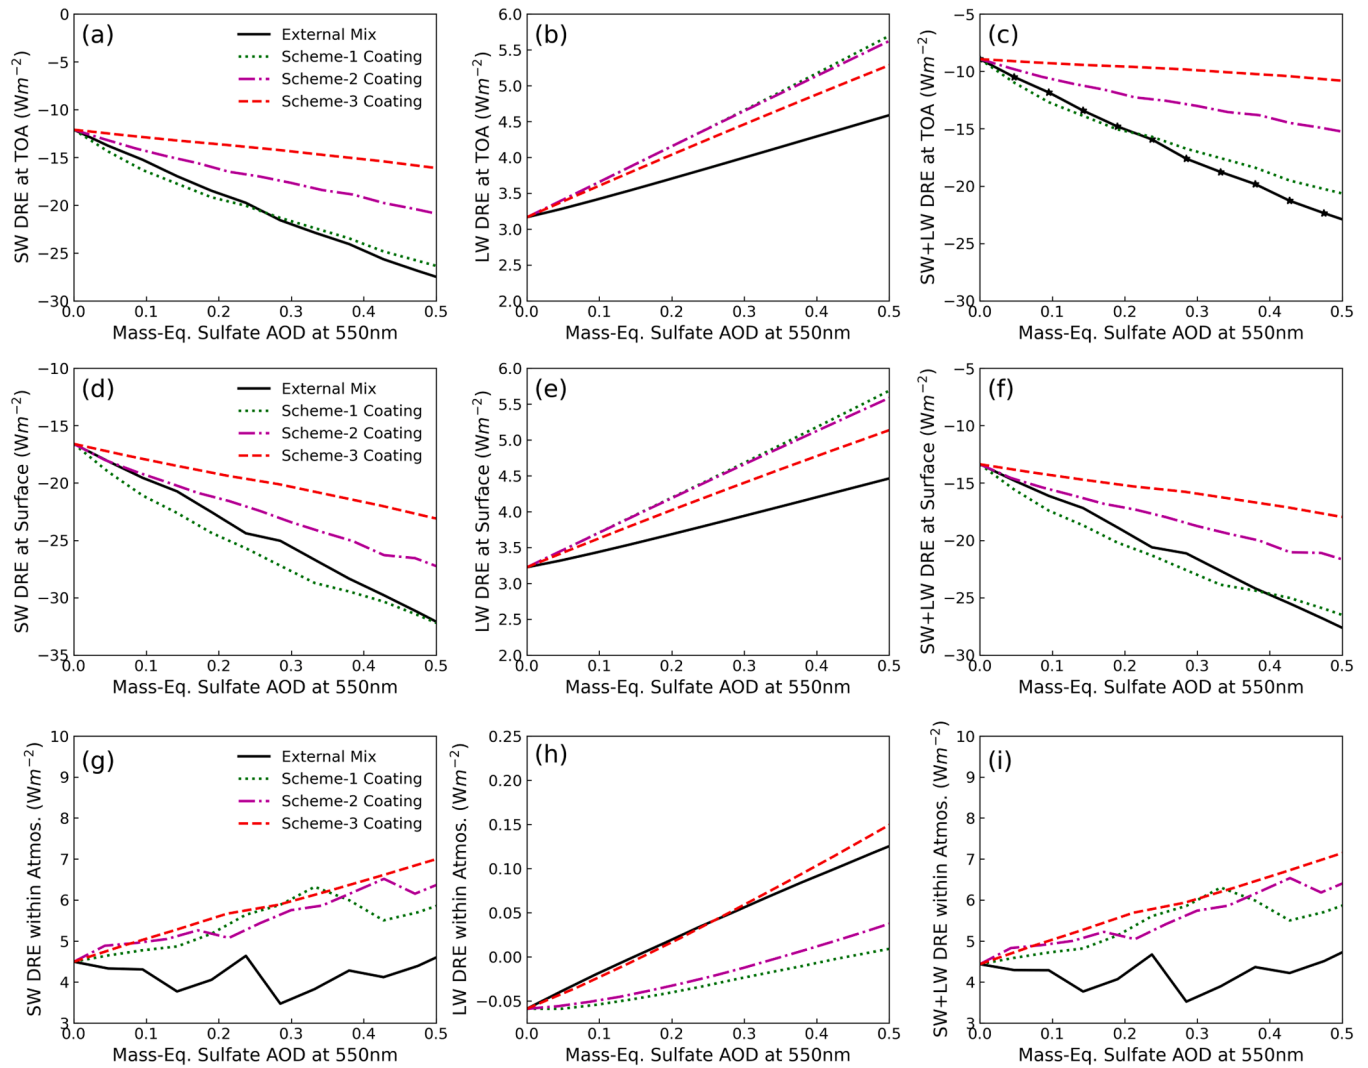 (a)
External Mix
Scheme-1 Coating
Scheme-2 Coating
Scheme-3 Coating
SW DRE at TOA (Wm⁻²)
0
−5
−10
−15
−20
−25
−30
0.0 0.1 0.2 0.3 0.4 0.5
Mass-Eq. Sulfate AOD at 550nm
(b)
LW DRE at TOA (Wm⁻²)
6.0
5.5
5.0
4.5
4.0
3.5
3.0
2.5
2.0
0.0 0.1 0.2 0.3 0.4 0.5
Mass-Eq. Sulfate AOD at 550nm
(c)
SW+LW DRE at TOA (Wm⁻²)
−5
−10
−15
−20
−25
−30
0.0 0.1 0.2 0.3 0.4 0.5
Mass-Eq. Sulfate AOD at 550nm
(d)
External Mix
Scheme-1 Coating
Scheme-2 Coating
Scheme-3 Coating
SW DRE at Surface (Wm⁻²)
−10
−15
−20
−25
−30
−35
0.0 0.1 0.2 0.3 0.4 0.5
Mass-Eq. Sulfate AOD at 550nm
(e)
LW DRE at Surface (Wm⁻²)
6.0
5.5
5.0
4.5
4.0
3.5
3.0
2.5
2.0
0.0 0.1 0.2 0.3 0.4 0.5
Mass-Eq. Sulfate AOD at 550nm
(f)
SW+LW DRE at Surface (Wm⁻²)
−5
−10
−15
−20
−25
−30
0.0 0.1 0.2 0.3 0.4 0.5
Mass-Eq. Sulfate AOD at 550nm
(g)
External Mix
Scheme-1 Coating
Scheme-2 Coating
Scheme-3 Coating
SW DRE within Atmos. (Wm⁻²)
10
9
8
7
6
5
4
3
0.0 0.1 0.2 0.3 0.4 0.5
Mass-Eq. Sulfate AOD at 550nm
(h)
LW DRE within Atmos. (Wm⁻²)
0.25
0.20
0.15
0.10
0.05
0.00
−0.05
0.0 0.1 0.2 0.3 0.4 0.5
Mass-Eq. Sulfate AOD at 550nm
(i)
SW+LW DRE within Atmos. (Wm⁻²)
10
9
8
7
6
5
4
3
0.0 0.1 0.2 0.3 0.4 0.5
Mass-Eq. Sulfate AOD at 550nm